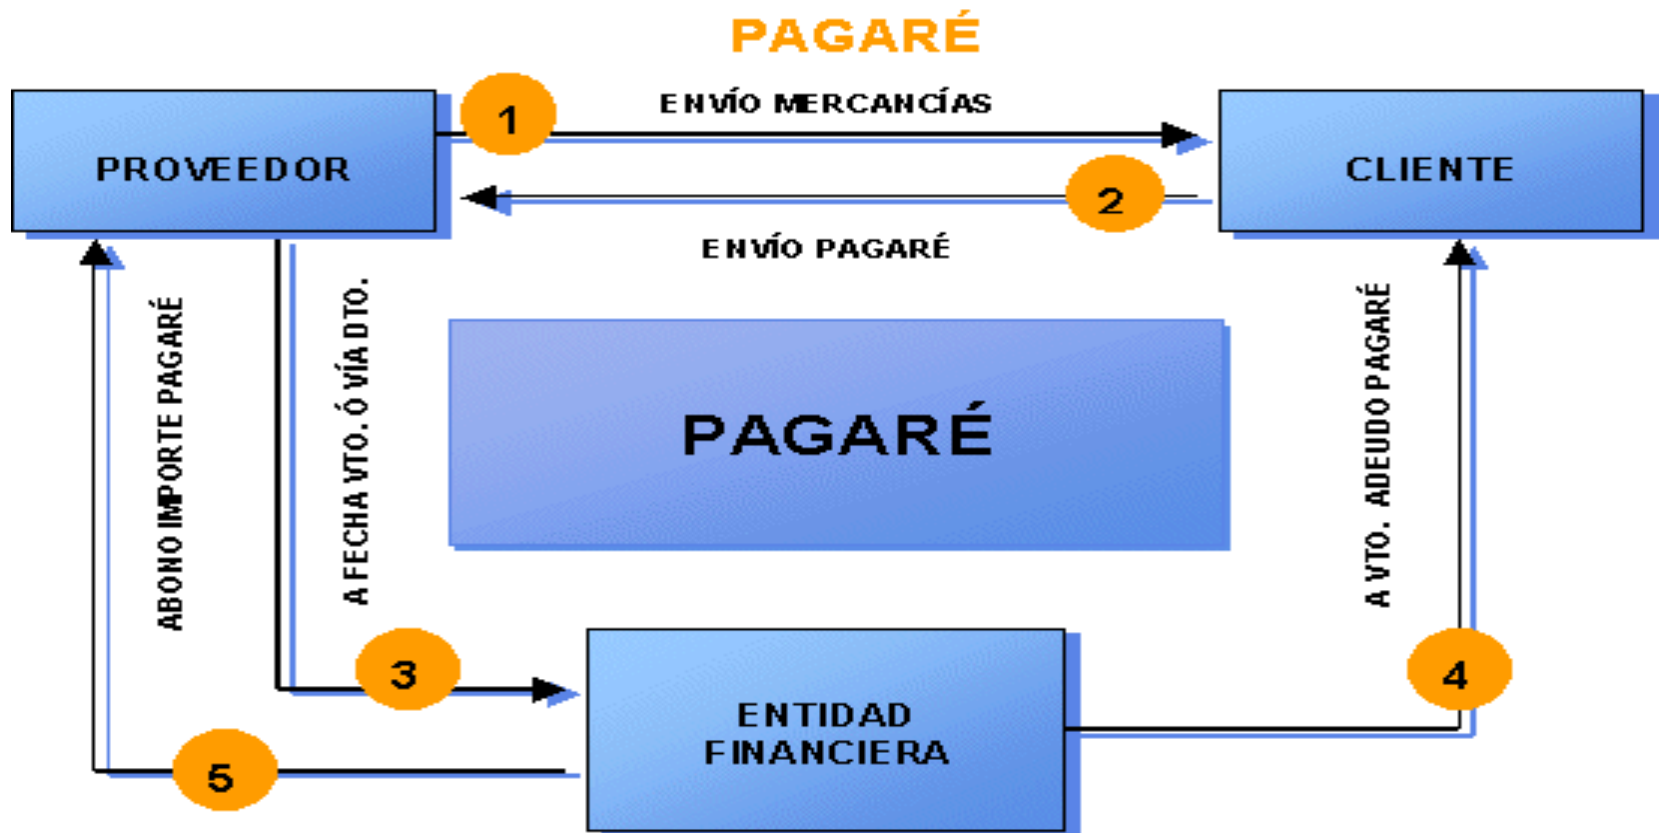 PAGARÉ
1
ENVÍO MERCANCÍAS
PROVEEDOR
CLIENTE
2
ENVÍO PAGARÉ
ABONO IMPORTE PAGARÉ
A FECHA VTO. Ó VÍA DTO.
PAGARÉ
A VTO. ADEUDO PAGARÉ
3
4
ENTIDAD
FINANCIERA
5